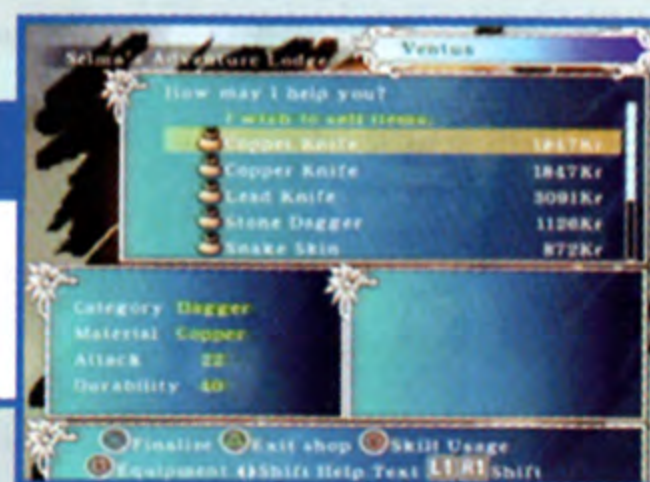 Selma's Adventure Lodge
Ventus
How may I help you?
I wish to sell items.
Copper Knife 1847Kr
Copper Knife 1847Kr
Lead Knife 3091Kr
Stone Dagger 1126Kr
Snake Skin 872Kr
Category Dagger
Material Copper
Attack 22
Durability 40
Finalize Exit shop Skill Usage
Equipment Shift Help Text L1 R1 Shift